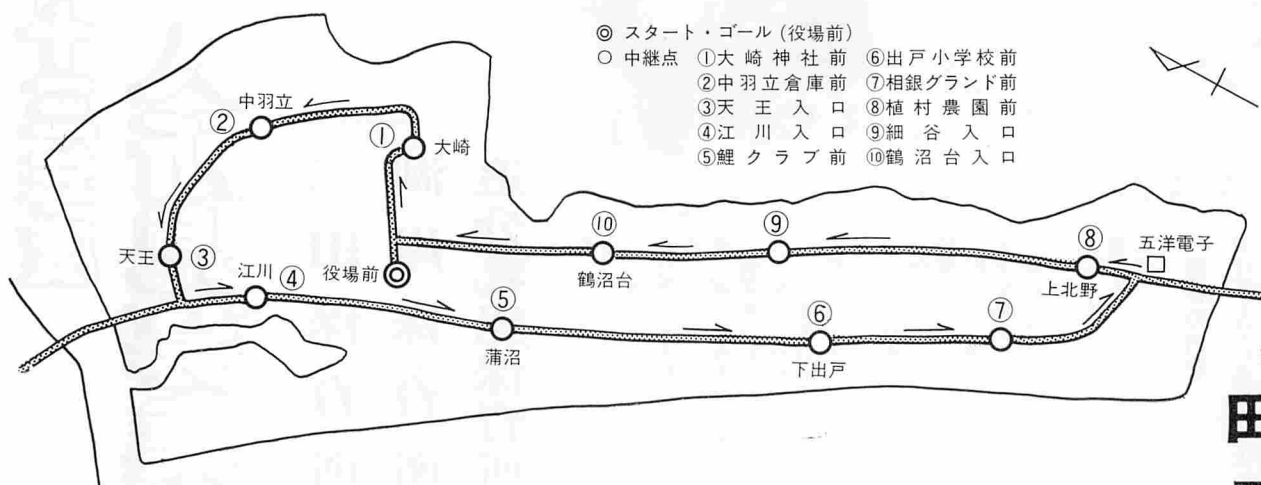 ◎ スタート・ゴール (役場前)
○ 中継点 ①大崎神社前 ⑥出戸小学校前
②中羽立倉庫前 ⑦相銀グランド前
③天王入口 ⑧植村農園前
④江川入口 ⑨細谷入口
⑤鯉クラブ前 ⑩鶴沼台入口
中羽立
②
①
大崎
天王
③
江川
④
役場前
⑤
蒲沼
⑥
下出戸
⑦
⑧
上北野
五洋電子
⑨
⑩
鶴沼台
田